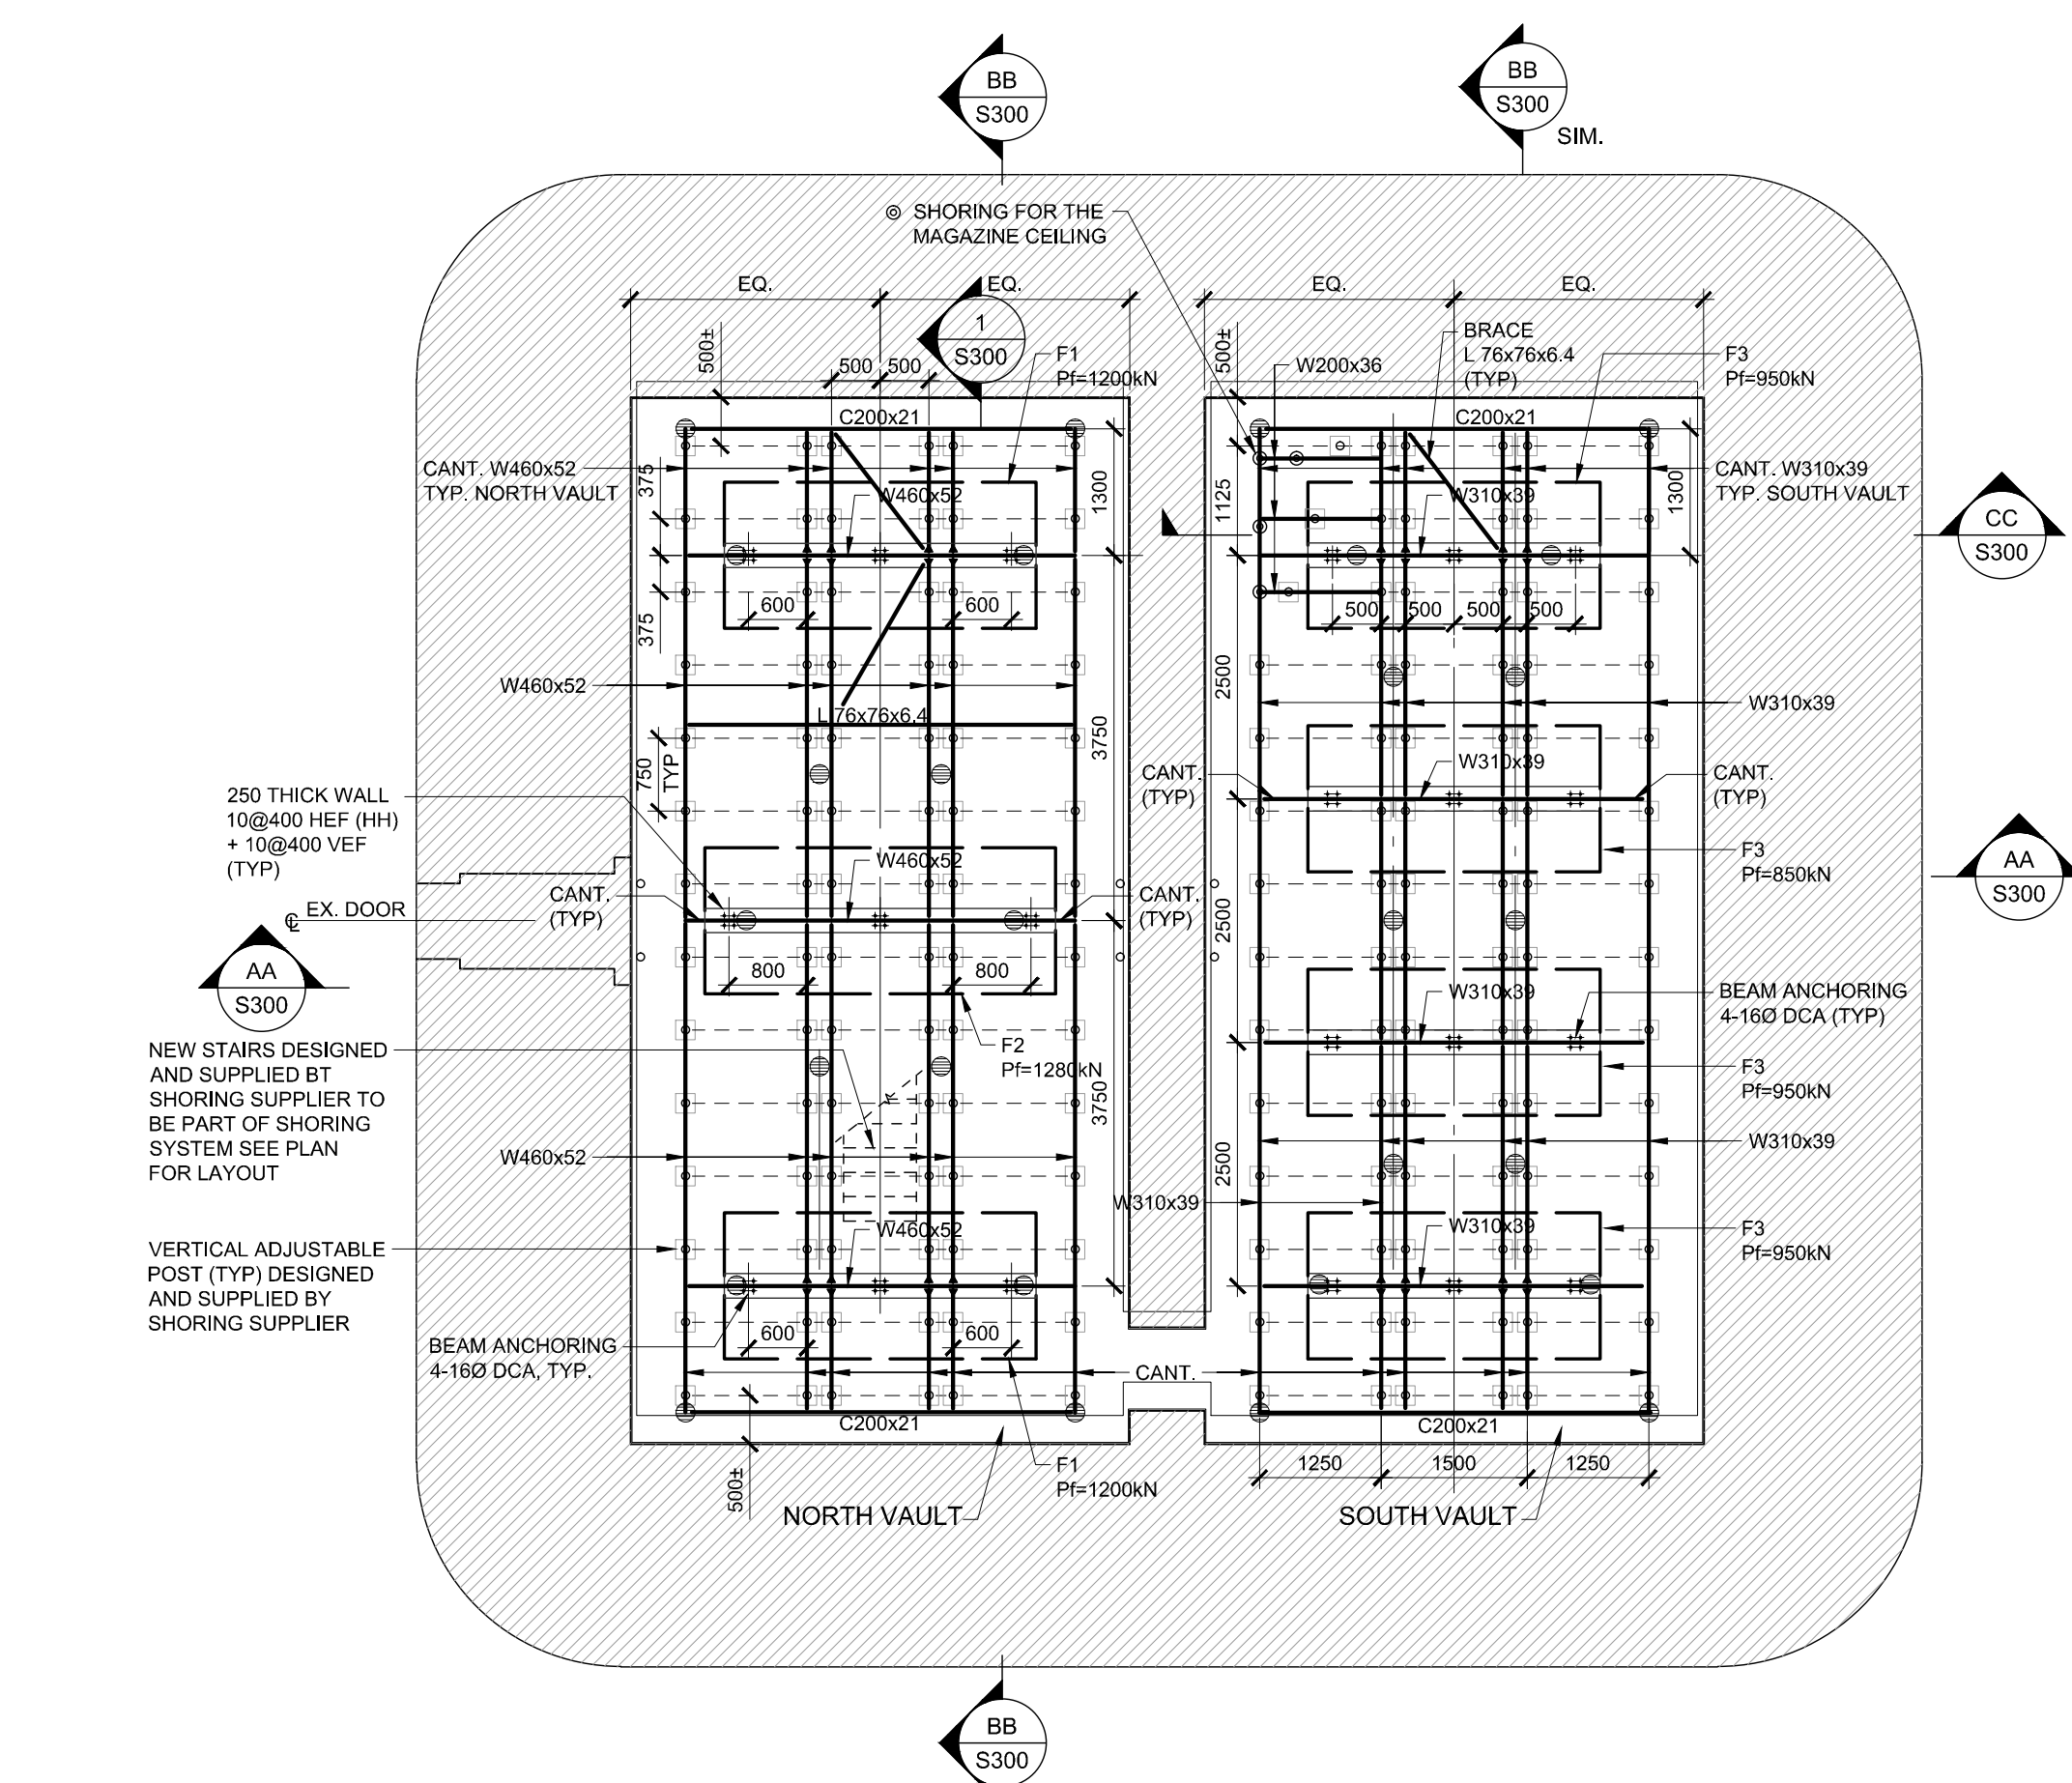 BB
S300
BB
S300
SIM.
SHORING FOR THE
MAGAZINE CEILING
EQ.
EQ.
EQ.
EQ.
1
S300
500±
500
500
F1
Pf=1200kN
500±
W200x36
BRACE
L 76x76x6.4
(TYP)
F3
Pf=950kN
C200x21
C200x21
CANT. W460x52
TYP. NORTH VAULT
375
W460x52
1300
1125
W310x39
1300
CANT. W310x39
TYP. SOUTH VAULT
CC
S300
375
600
600
500
500
500
500
W460x52
L 76x76x6.4
2500
W310x39
750
TYP
3750
CANT.
(TYP)
W310x39
CANT.
(TYP)
250 THICK WALL
10@400 HEF (HH)
+ 10@400 VEF
(TYP)
W460x52
F3
Pf=850kN
AA
S300
CANT.
(TYP)
CANT.
(TYP)
℄ EX. DOOR
2500
AA
S300
800
800
W310x39
BEAM ANCHORING
4-16Ø DCA (TYP)
NEW STAIRS DESIGNED
AND SUPPLIED BT
SHORING SUPPLIER TO
BE PART OF SHORING
SYSTEM SEE PLAN
FOR LAYOUT
F2
Pf=1280kN
F3
Pf=950kN
3750
W460x52
W310x39
2500
W310x39
W460x52
W310x39
F3
Pf=950kN
VERTICAL ADJUSTABLE
POST (TYP) DESIGNED
AND SUPPLIED BY
SHORING SUPPLIER
600
600
BEAM ANCHORING
4-16Ø DCA, TYP.
CANT.
C200x21
C200x21
500±
F1
Pf=1200kN
1250
1500
1250
NORTH VAULT
SOUTH VAULT
BB
S300